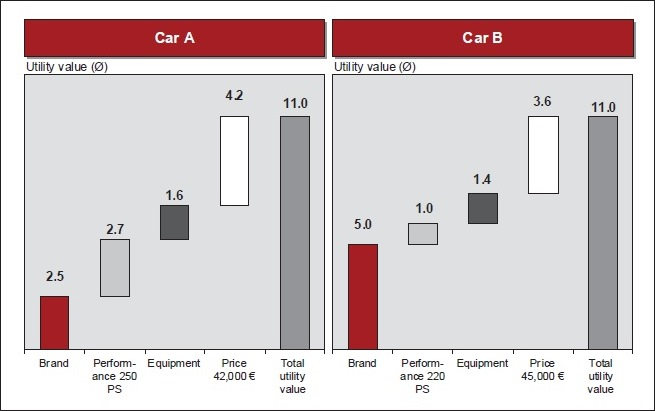 Car A
Utility value (Ø)
4.2
11.0
1.6
2.7
2.5
Brand
Perform-
ance 250
PS
Equipment
Price
42,000 €
Total
utility
value
Car B
Utility value (Ø)
3.6
11.0
1.4
1.0
5.0
Brand
Perform-
ance 220
PS
Equipment
Price
45,000 €
Total
utility
value